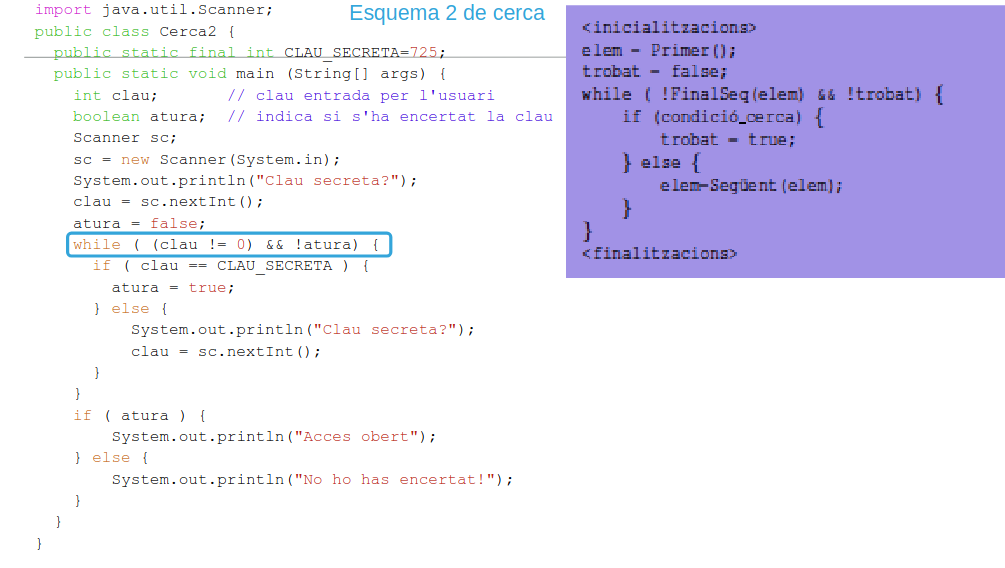 Esquema 2 de cerca
import java.util.Scanner;
public class Cerca2 {
  public static final int CLAU_SECRETA=725;
  public static void main (String[] args) {
    int clau;       // clau entrada per l'usuari
    boolean atura;  // indica si s'ha encertat la clau
    Scanner sc;
    sc = new Scanner(System.in);
    System.out.println("Clau secreta?");
    clau = sc.nextInt();
    atura = false;
    while ( (clau != 0) && !atura) {
      if ( clau == CLAU_SECRETA ) {
        atura = true;
      } else {
          System.out.println("Clau secreta?");
          clau = sc.nextInt();
      }
    }
    if ( atura ) {
        System.out.println("Acces obert");
    } else {
        System.out.println("No ho has encertat!");
    }
  }
}
<inicialitzacions>
elem = Primer();
trobat = false;
while ( !FinalSeq(elem) && !trobat) {
    if (condició_cerca) {
        trobat = true;
    } else {
        elem=Següent(elem);
    }
}
<finalitzacions>